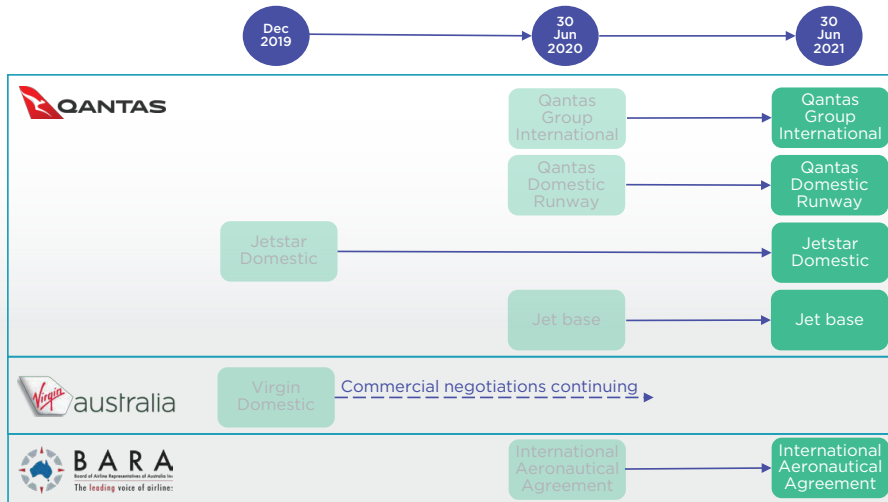 Dec
2019
30
Jun
2020
30
Jun
2021
QANTAS
Qantas
Group
International
Qantas
Group
International
Qantas
Domestic
Runway
Qantas
Domestic
Runway
Jetstar
Domestic
Jetstar
Domestic
Jet base
Jet base
Virgin
australia
Virgin
Domestic
Commercial negotiations continuing
BARA
Board of Airline Representatives of Australia Inc
The leading voice of airline:
International
Aeronautical
Agreement
International
Aeronautical
Agreement